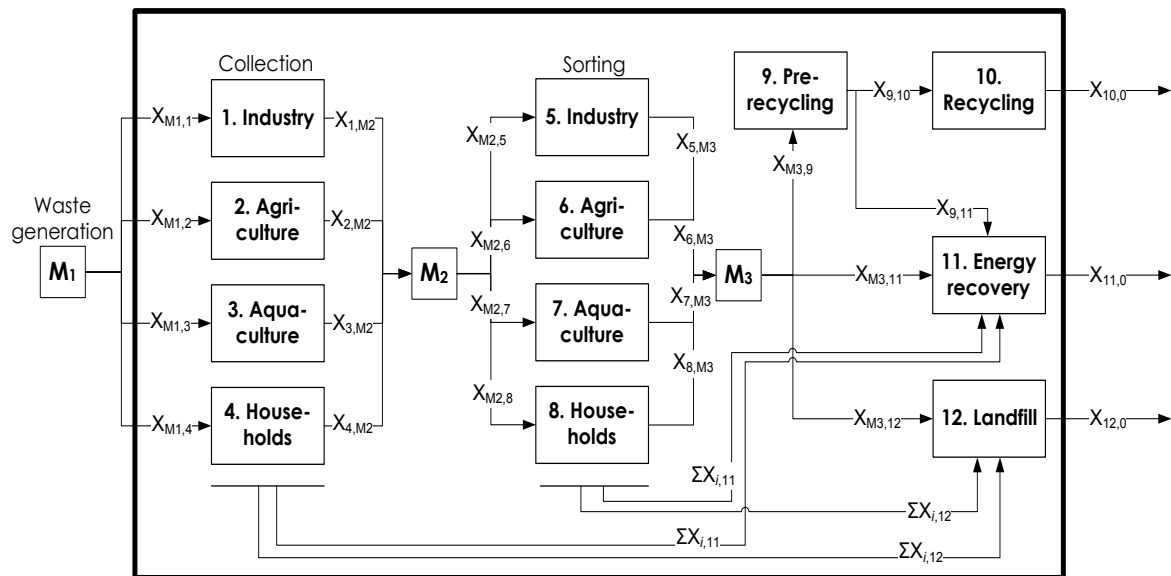 Collection
Sorting
Waste
generation
M1
XM1,1
XM1,2
XM1,3
XM1,4
1. Industry
2. Agri-
culture
3. Aqua-
culture
4. House-
holds
X1,M2
X2,M2
X3,M2
X4,M2
M2
XM2,5
XM2,6
XM2,7
XM2,8
5. Industry
6. Agri-
culture
7. Aqua-
culture
8. House-
holds
X5,M3
X6,M3
X7,M3
X8,M3
M3
XM3,9
XM3,11
XM3,12
9. Pre-
recycling
X9,10
X9,11
10.
Recycling
X10,0
11. Energy
recovery
X11,0
12. Landfill
X12,0
ΣXi,11
ΣXi,12
ΣXi,11
ΣXi,12